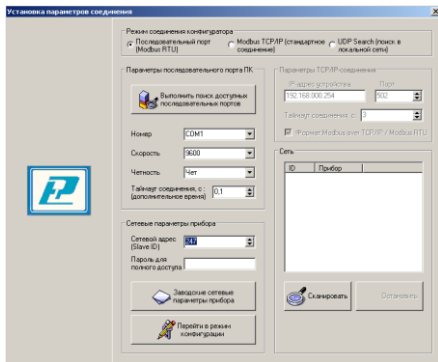 Установка параметров соединения
Режим соединения конфигуратора
Последовательный порт (Modbus RTU)
Modbus TCP/IP (стандартное соединение)
UDP Search (поиск в локальной сети)
Параметры последовательного порта ПК
Выполнить поиск доступных последовательных портов
Номер COM1
Скорость 9600
Четность Чет
Таймаут соединения, с : (дополнительное время) 0,1
Сетевые параметры прибора
Сетевой адрес (Slave ID) 247
Пароль для полного доступа
Заводские сетевые параметры прибора
Перейти в режим конфигурации
Параметры TCP/IP-соединения
IP-адрес устройства Порт
192.168.000.254 502
Таймаут соединения, с: 3
Формат Modbus over TCP/IP / Modbus RTU
Сеть
ID Прибор
Сканировать
Остановить